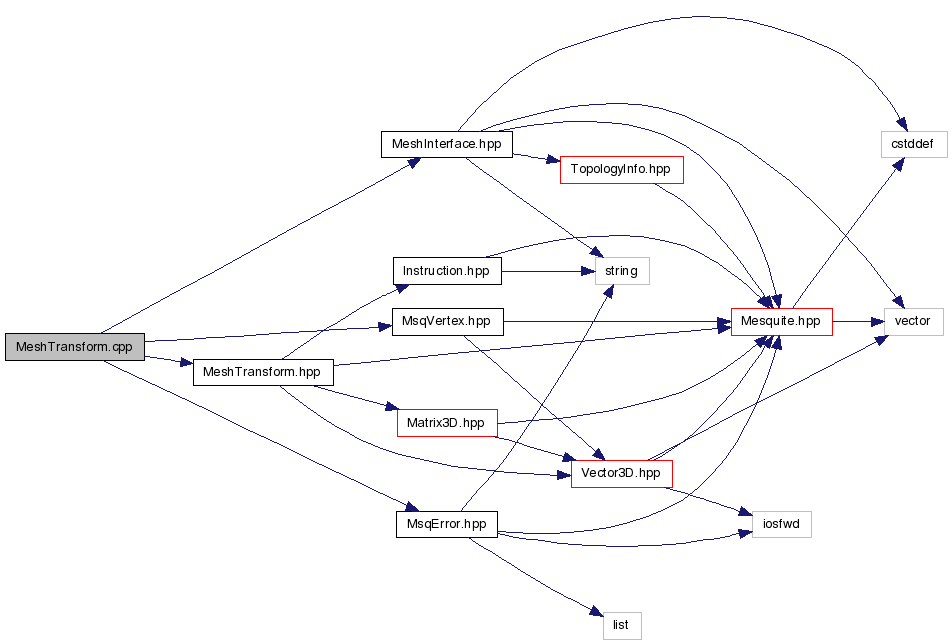 MeshInterface.hpp
cstddef
TopologyInfo.hpp
Instruction.hpp
string
MsqVertex.hpp
Mesquite.hpp
vector
MeshTransform.cpp
MeshTransform.hpp
Matrix3D.hpp
Vector3D.hpp
MsqError.hpp
iosfwd
list